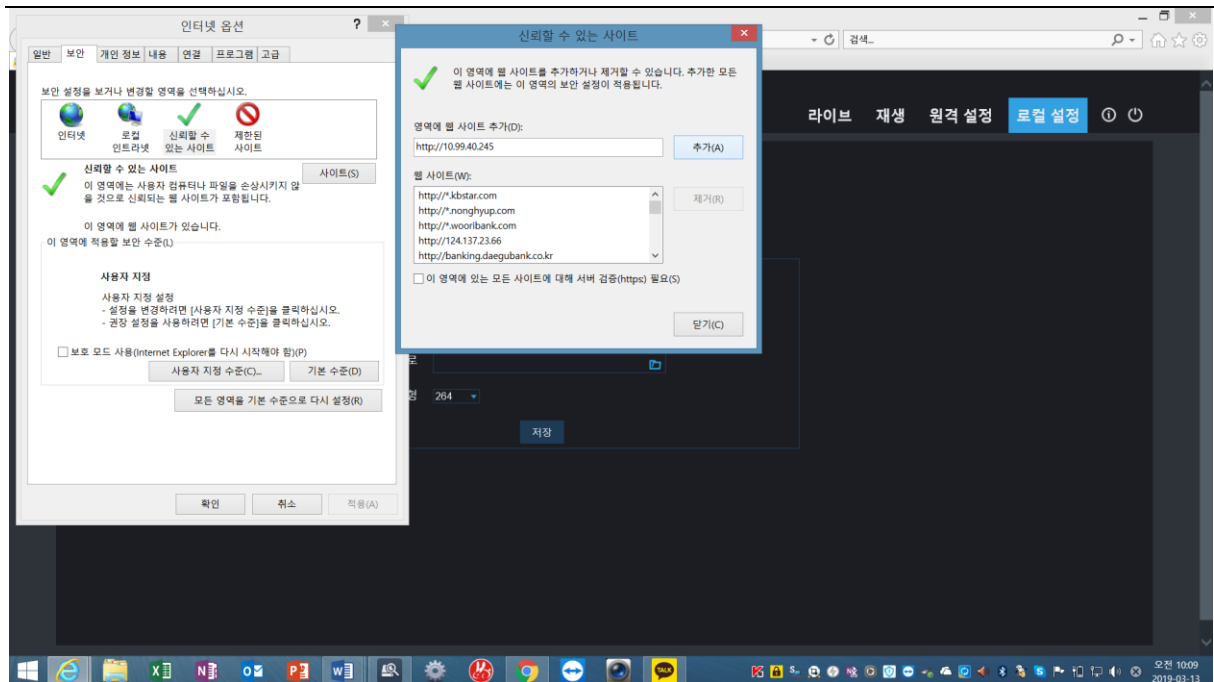 인터넷 옵션
?
일반 보안 개인 정보 내용 연결 프로그램 고급
보안 설정을 보거나 변경할 영역을 선택하십시오.
인터넷
로컬
인트라넷
신뢰할 수
있는 사이트
제한된
사이트
신뢰할 수 있는 사이트
사이트(S)
이 영역에는 사용자 컴퓨터나 파일을 손상시키지 않
을 것으로 신뢰되는 웹 사이트가 포함됩니다.
이 영역에 웹 사이트가 있습니다.
이 영역에 적용할 보안 수준(L)
사용자 지정
사용자 지정 설정
- 설정을 변경하려면 [사용자 지정 수준]을 클릭하십시오.
- 권장 설정을 사용하려면 [기본 수준]을 클릭하십시오.
보호 모드 사용(Internet Explorer를 다시 시작해야 함)(P)
사용자 지정 수준(C)... 기본 수준(D)
모든 영역을 기본 수준으로 다시 설정(R)
확인 취소 적용(A)
신뢰할 수 있는 사이트
이 영역에 웹 사이트를 추가하거나 제거할 수 있습니다. 추가한 모든
웹 사이트에는 이 영역의 보안 설정이 적용됩니다.
영역에 웹 사이트 추가(D):
http://10.99.40.245
추가(A)
웹 사이트(W):
http://*.kbstar.com
http://*.nonghyup.com
http://*.wooribank.com
http://124.137.23.66
http://banking.daegubank.co.kr
제거(R)
이 영역에 있는 모든 사이트에 대해 서버 검증(https:) 필요(S)
닫기(C)
검색...
라이브 재생 원격 설정 로컬 설정
로
형 264
저장
TALK
오전 10:09
2019-03-13